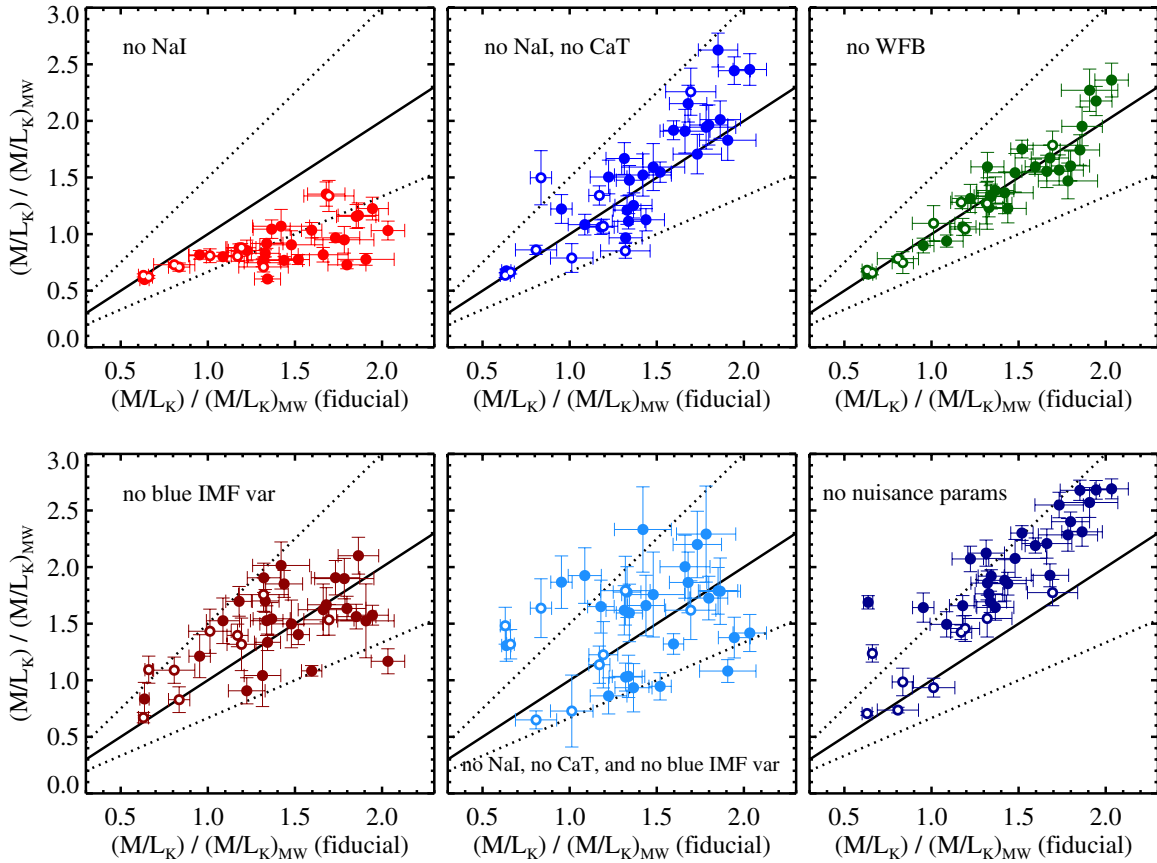 3.0
2.5
2.0
1.5
1.0
0.5
0.0
(M/L_K) / (M/L_K)_MW
no NaI
no NaI, no CaT
no WFB
0.5 1.0 1.5 2.0
0.5 1.0 1.5 2.0
0.5 1.0 1.5 2.0
(M/L_K) / (M/L_K)_MW (fiducial)
(M/L_K) / (M/L_K)_MW (fiducial)
(M/L_K) / (M/L_K)_MW (fiducial)
3.0
2.5
2.0
1.5
1.0
0.5
0.0
(M/L_K) / (M/L_K)_MW
no blue IMF var
no NaI, no CaT, and no blue IMF var
no nuisance params
0.5 1.0 1.5 2.0
0.5 1.0 1.5 2.0
0.5 1.0 1.5 2.0
(M/L_K) / (M/L_K)_MW (fiducial)
(M/L_K) / (M/L_K)_MW (fiducial)
(M/L_K) / (M/L_K)_MW (fiducial)